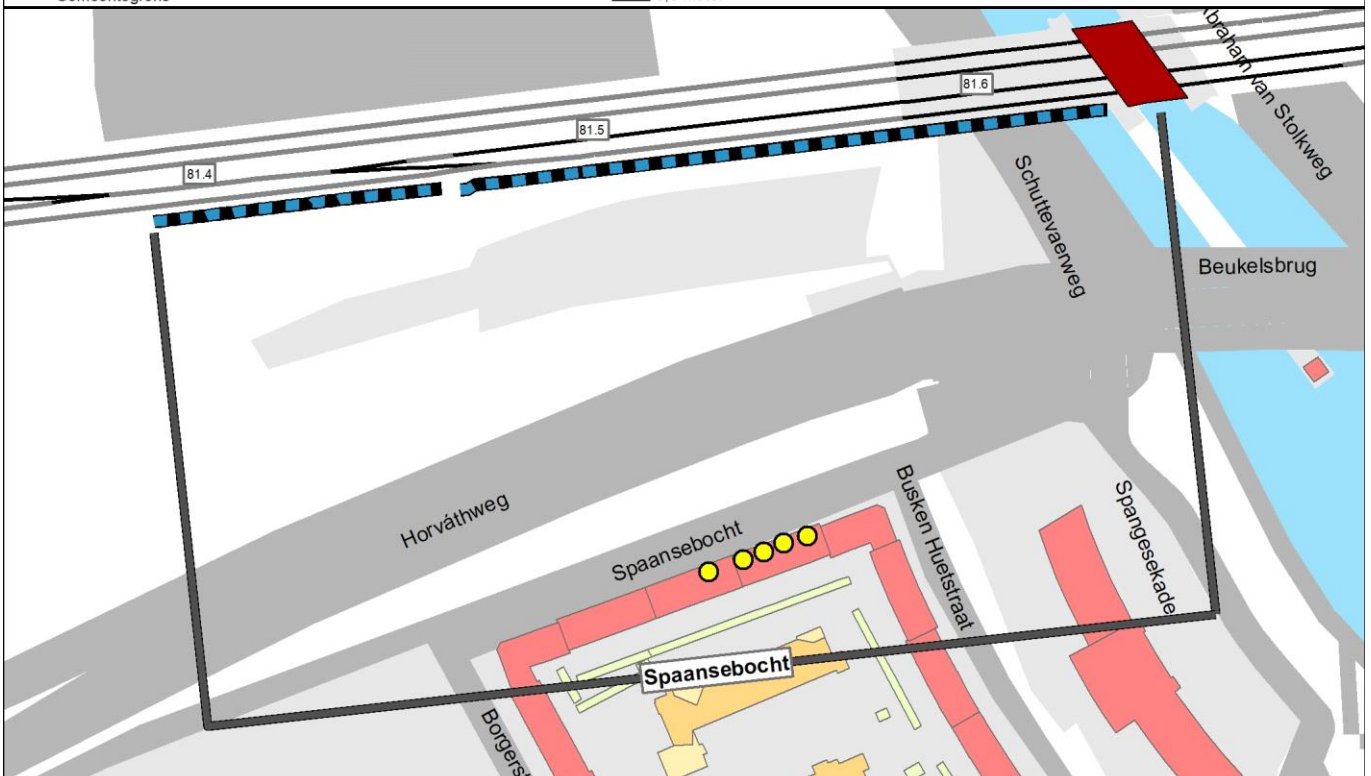 Abraham van Stolkweg
81.6
81.5
81.4
Schuttevaerweg
Beukelsbrug
Horváthweg
Spaansebocht
Busken Huetstraat
Spangesekade
Spaansebocht